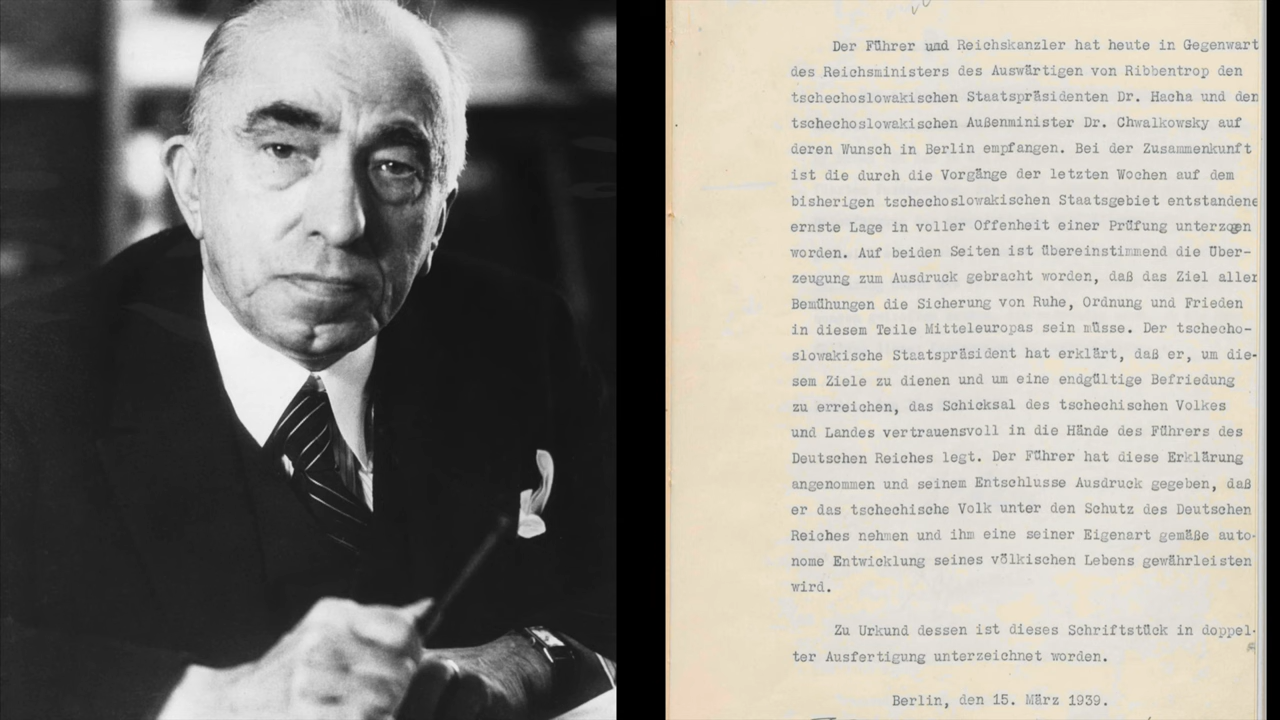 Der Führer und Reichskanzler hat heute in Gegenwart
des Reichsministers des Auswärtigen von Ribbentrop den
tschechoslowakischen Staatspräsidenten Dr. Hacha und den
tschechoslowakischen Außenminister Dr. Chwalkowsky auf
deren Wunsch in Berlin empfangen. Bei der Zusammenkunft
ist die durch die Vorgänge der letzten Wochen auf dem
bisherigen tschechoslowakischen Staatsgebiet entstandene
ernste Lage in voller Offenheit einer Prüfung unterzogen
worden. Auf beiden Seiten ist übereinstimmend die Über-
zeugung zum Ausdruck gebracht worden, daß das Ziel aller
Bemühungen die Sicherung von Ruhe, Ordnung und Frieden
in diesem Teile Mitteleuropas sein müsse. Der tschecho-
slowakische Staatspräsident hat erklärt, daß er, um die-
sem Ziele zu dienen und um eine endgültige Befriedung
zu erreichen, das Schicksal des tschechischen Volkes
und Landes vertrauensvoll in die Hände des Führers des
Deutschen Reiches legt. Der Führer hat diese Erklärung
angenommen und seinem Entschlusse Ausdruck gegeben, daß
er das tschechische Volk unter den Schutz des Deutschen
Reiches nehmen und ihm eine seiner Eigenart gemäße auto-
nome Entwicklung seines völkischen Lebens gewährleisten
wird.
Zu Urkund dessen ist dieses Schriftstück in doppel-
ter Ausfertigung unterzeichnet worden.
Berlin, den 15. März 1939.